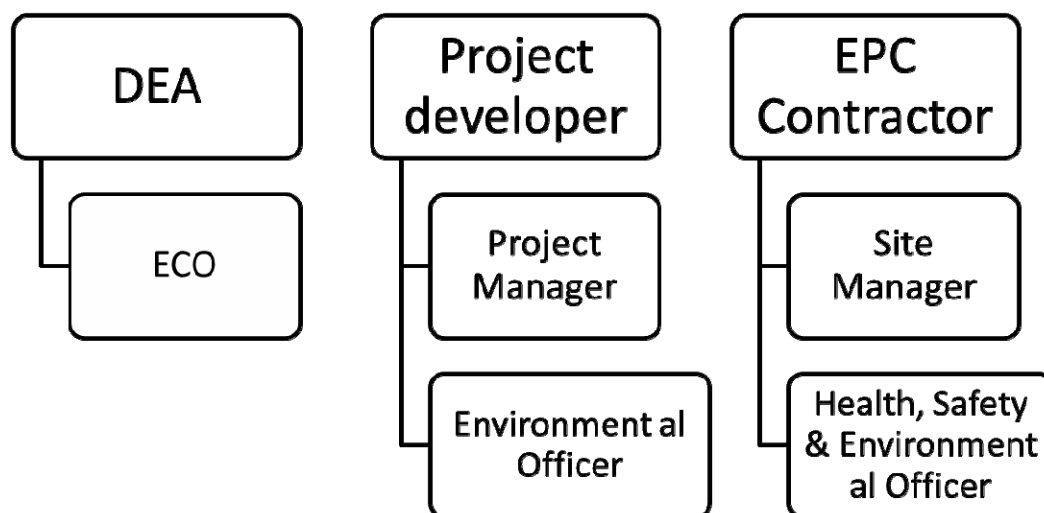 DEA
ECO
Project
developer
Project
Manager
Environment al
Officer
EPC
Contractor
Site
Manager
Health, Safety
& Environment
al Officer